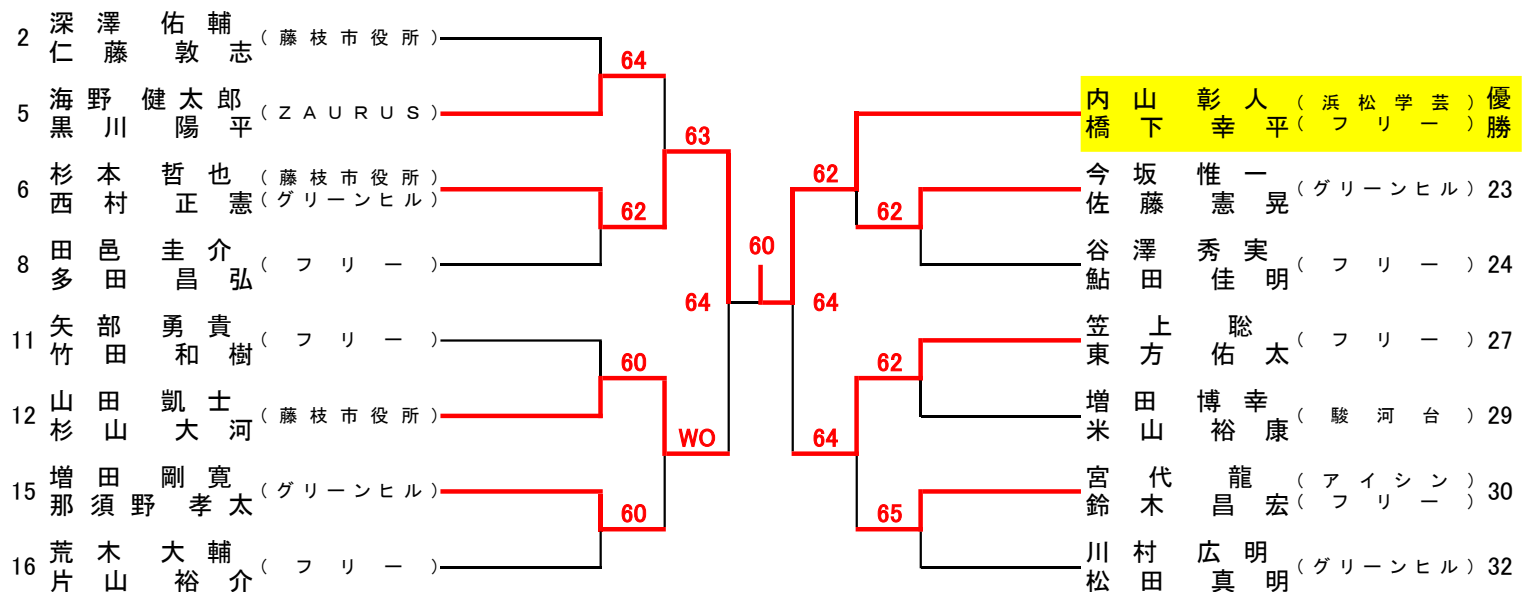 2 深澤 佑輔 (藤枝市役所)
仁藤 敦志
64
5 海野 健太郎 (ZAURUS)
黒川 陽平
63
6 杉本 哲也 (藤枝市役所)
西村 正憲 (グリーンヒル)
62
8 田邑 圭介 (フリー)
多田 昌弘
64
11 矢部 勇貴 (フリー)
竹田 和樹
60
12 山田 凱士 (藤枝市役所)
杉山 大河
WO
15 増田 剛寛 (グリーンヒル)
那須野 孝太
60
16 荒木 大輔 (フリー)
片山 裕介
60
内山 彰人 (浜松学芸) 優
橋下 幸平 (フリー) 勝
62
今坂 惟一 (グリーンヒル) 23
佐藤 憲晃
62
谷澤 秀実 (フリー) 24
鮎田 佳明
64
笠上 聡 (フリー) 27
東方 佑太
62
増田 博幸 (駿河台) 29
米山 裕康
64
宮代 龍 (アイシン) 30
鈴木 昌宏 (フリー)
65
川村 広明 (グリーンヒル) 32
松田 真明